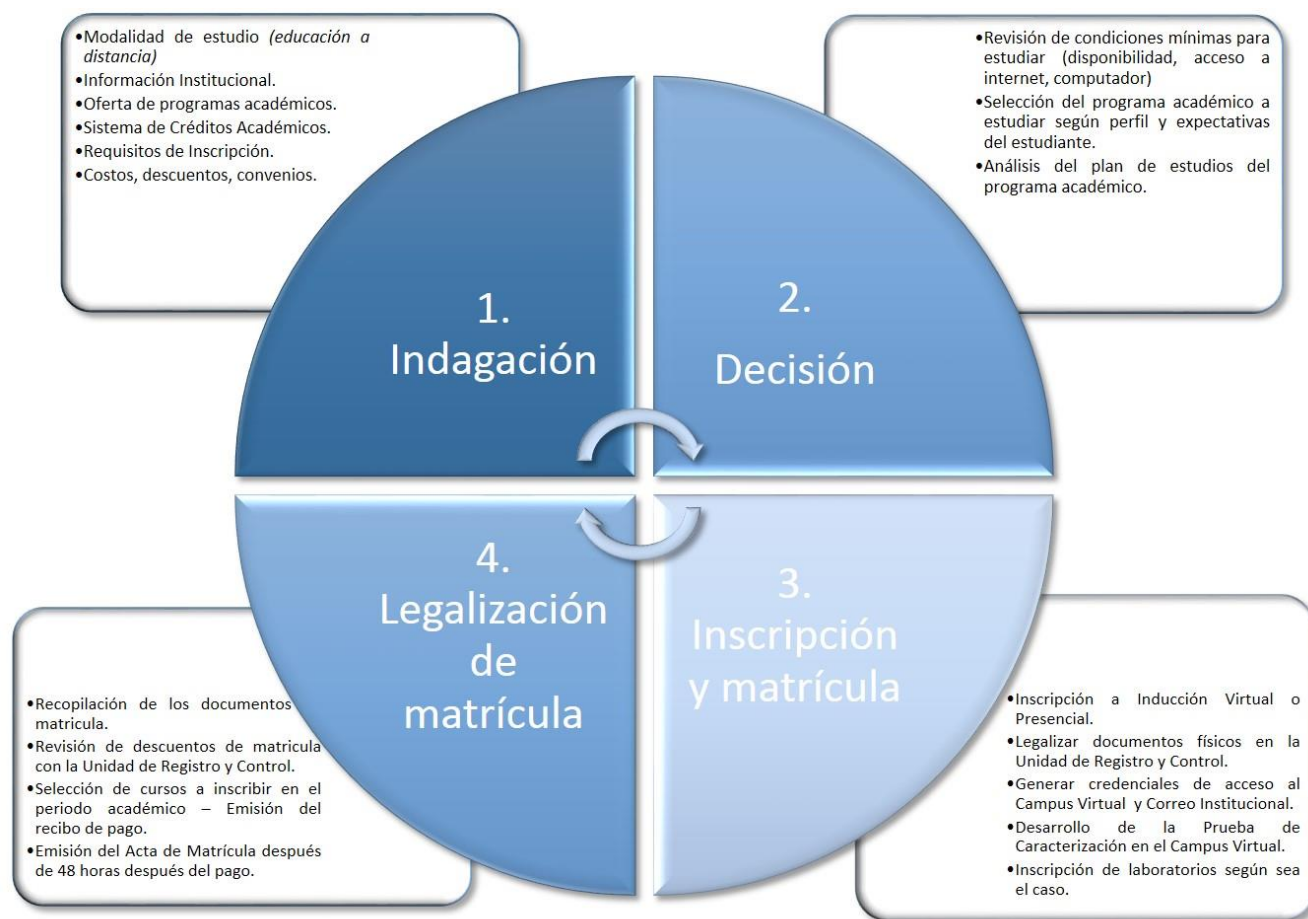 •Modalidad de estudio (educación a
distancia)
•Información Institucional.
•Oferta de programas académicos.
•Sistema de Créditos Académicos.
•Requisitos de Inscripción.
•Costos, descuentos, convenios.
•Revisión de condiciones mínimas para
estudiar (disponibilidad, acceso a
internet, computador)
•Selección del programa académico a
estudiar según perfil y expectativas
del estudiante.
•Análisis del plan de estudios del
programa académico.
1.
Indagación
2.
Decisión
4.
Legalización
de
matrícula
3.
Inscripción
y matrícula
•Recopilación de los documentos
matricula.
•Revisión de descuentos de matricula
con la Unidad de Registro y Control.
•Selección de cursos a inscribir en el
periodo académico – Emisión del
recibo de pago.
•Emisión del Acta de Matrícula después
de 48 horas después del pago.
•Inscripción a Inducción Virtual o
Presencial.
•Legalizar documentos físicos en la
Unidad de Registro y Control.
•Generar credenciales de acceso al
Campus Virtual y Correo Institucional.
•Desarrollo de la Prueba de
Caracterización en el Campus Virtual.
•Inscripción de laboratorios según sea
el caso.